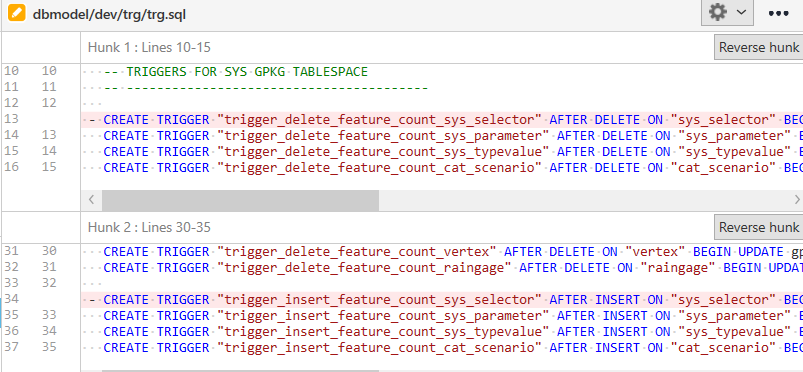 dbmodel/dev/trg/trg.sql
Hunk 1 : Lines 10-15
Reverse hunk
10 10 -- TRIGGERS FOR SYS GPKG TABLESPACE
11 11 -- ----------------------------------------
12 12
13 - CREATE TRIGGER "trigger_delete_feature_count_sys_selector" AFTER DELETE ON "sys_selector" BEG
14 13 CREATE TRIGGER "trigger_delete_feature_count_sys_parameter" AFTER DELETE ON "sys_parameter" B
15 14 CREATE TRIGGER "trigger_delete_feature_count_sys_typevalue" AFTER DELETE ON "sys_typevalue" B
16 15 CREATE TRIGGER "trigger_delete_feature_count_cat_scenario" AFTER DELETE ON "cat_scenario" BEG
Hunk 2 : Lines 30-35
Reverse hunk
31 30 CREATE TRIGGER "trigger_delete_feature_count_vertex" AFTER DELETE ON "vertex" BEGIN UPDATE gp
32 31 CREATE TRIGGER "trigger_delete_feature_count_raingage" AFTER DELETE ON "raingage" BEGIN UPDA
33 32
34 - CREATE TRIGGER "trigger_insert_feature_count_sys_selector" AFTER INSERT ON "sys_selector" BEG
35 33 CREATE TRIGGER "trigger_insert_feature_count_sys_parameter" AFTER INSERT ON "sys_parameter" B
36 34 CREATE TRIGGER "trigger_insert_feature_count_sys_typevalue" AFTER INSERT ON "sys_typevalue" B
37 35 CREATE TRIGGER "trigger_insert_feature_count_cat_scenario" AFTER INSERT ON "cat_scenario" BEG